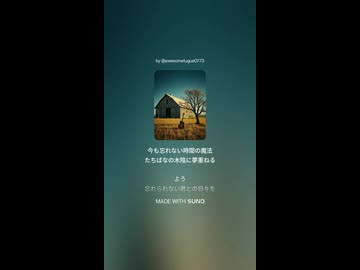 by @awesomefugue0773
今も忘れない時間の魔法
たちばなの木陰に夢重ねる
よう
忘れられない君との日々を
MADE WITH SUNO